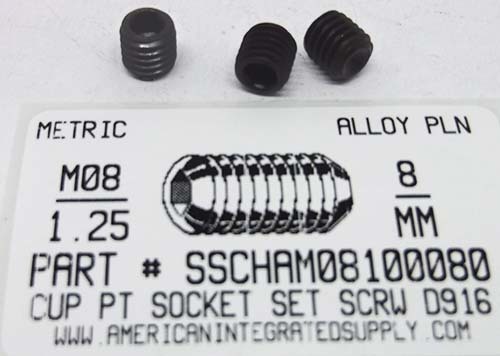 METRIC ALLOY PLN
M08 8
1.25 MM
PART # SSCHAM08100080
CUP PT SOCKET SET SCRW D916
WWW.AMERICANINTEGRATEDSUPPLY.COM